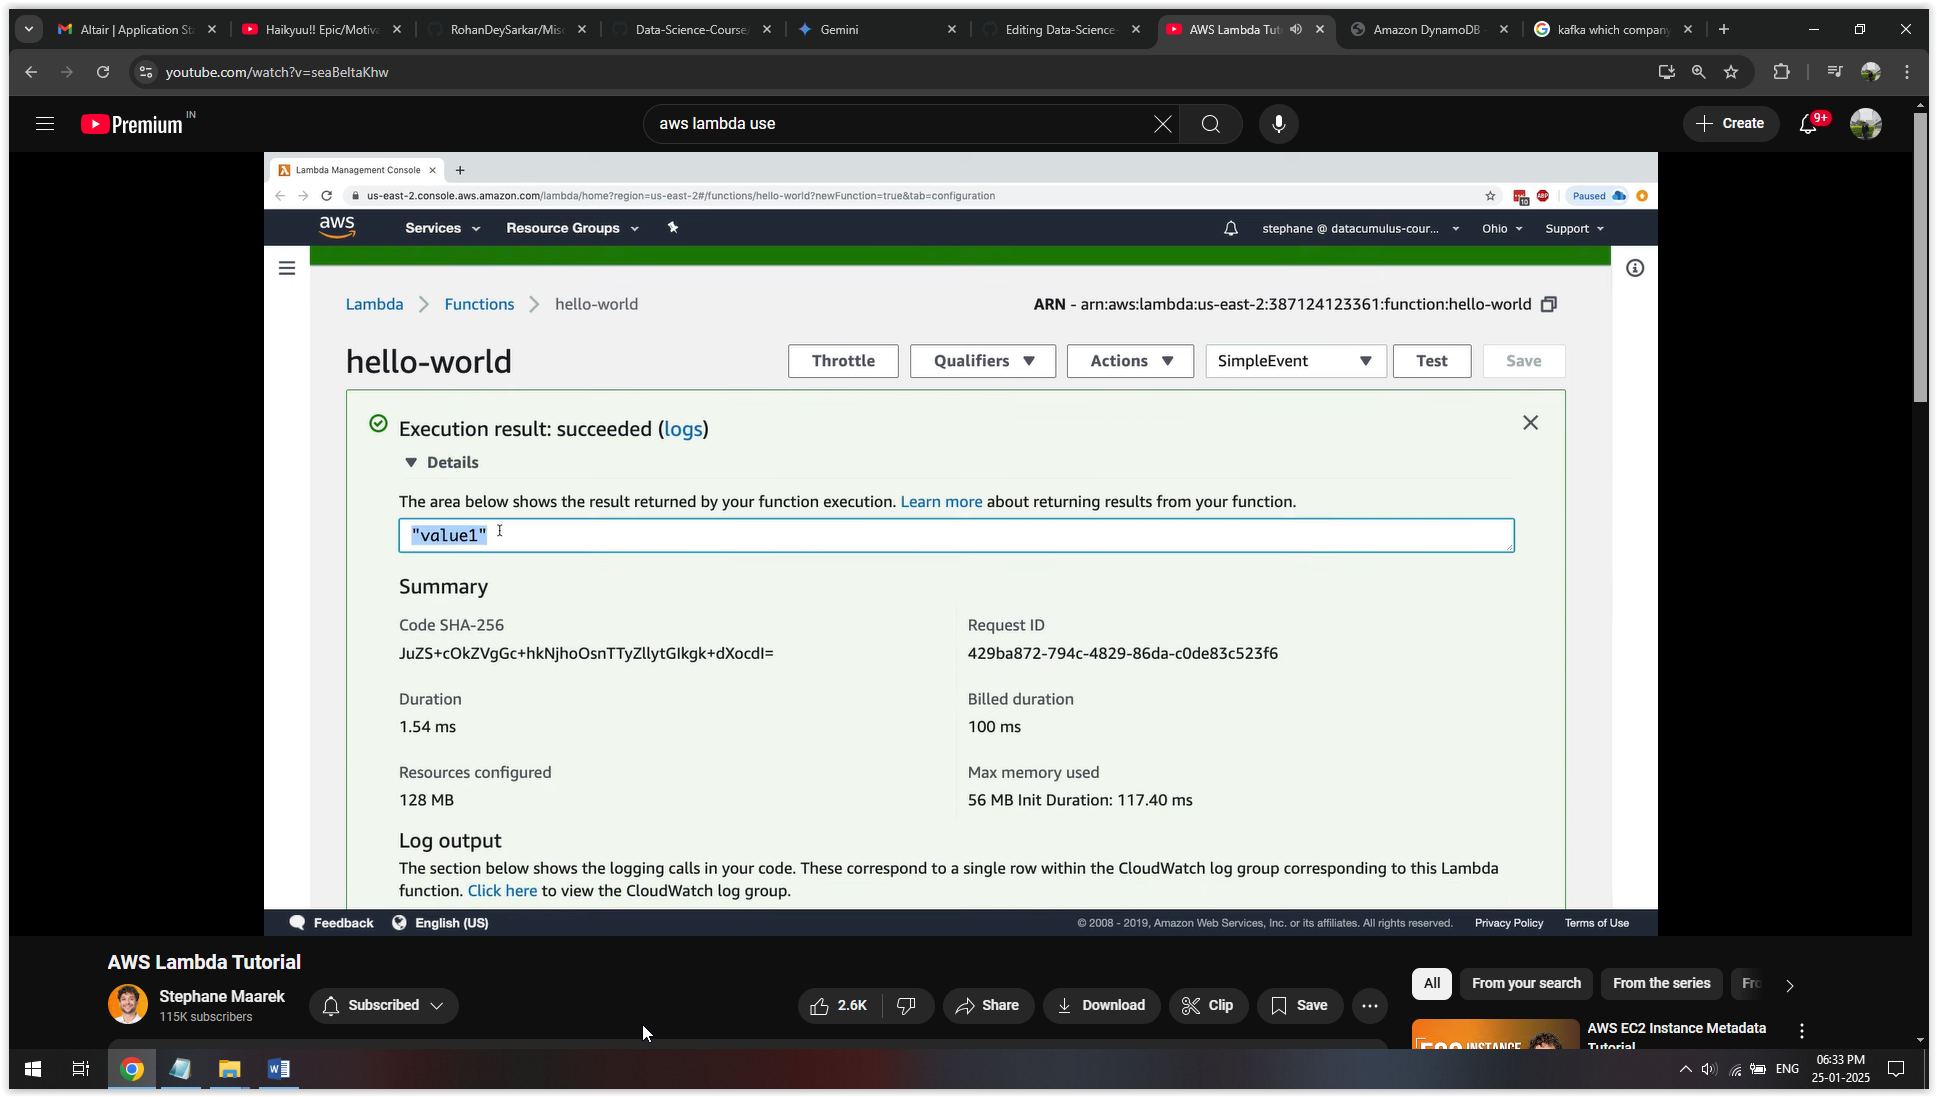 Altair | Application St
Haikyuu!! Epic/Motiva
RohanDeySarkar/Misc
Data-Science-Course/
Gemini
Editing Data-Science-
AWS Lambda Tut
Amazon DynamoDB -
kafka which company
youtube.com/watch?v=seaBeltaKhw
Premium IN
aws lambda use
Create
9+
Lambda Management Console
us-east-2.console.aws.amazon.com/lambda/home?region=us-east-2#/functions/hello-world?newFunction=true&tab=configuration
10
ABP
Paused
aws
Services
Resource Groups
stephane @ datacumulus-cour...
Ohio
Support
Lambda
Functions
hello-world
ARN - arn:aws:lambda:us-east-2:387124123361:function:hello-world
hello-world
Throttle
Qualifiers
Actions
SimpleEvent
Test
Save
Execution result: succeeded (logs)
Details
The area below shows the result returned by your function execution. Learn more about returning results from your function.
"value1"
Summary
Code SHA-256
Request ID
JuZS+cOkZVgGc+hkNjhoOsnTTyZllytGIkgk+dXocdI=
429ba872-794c-4829-86da-c0de83c523f6
Duration
Billed duration
1.54 ms
100 ms
Resources configured
Max memory used
128 MB
56 MB Init Duration: 117.40 ms
Log output
The section below shows the logging calls in your code. These correspond to a single row within the CloudWatch log group corresponding to this Lambda
function. Click here to view the CloudWatch log group.
Feedback
English (US)
© 2008 - 2019, Amazon Web Services, Inc. or its affiliates. All rights reserved.
Privacy Policy
Terms of Use
AWS Lambda Tutorial
Stephane Maarek
115K subscribers
Subscribed
2.6K
Share
Download
Clip
Save
All
From your search
From the series
Fro
AWS EC2 Instance Metadata
Tutorial
INSTANCE
ENG
06:33 PM
25-01-2025